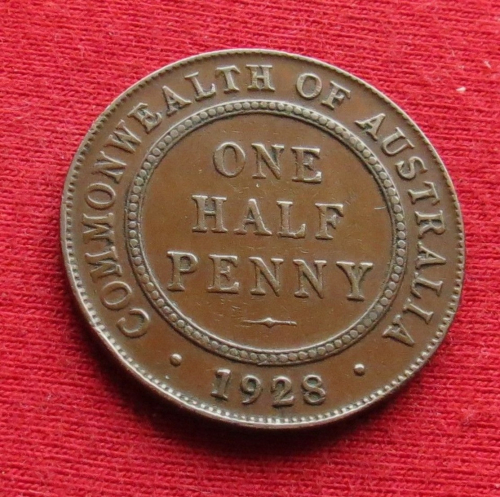 COMMONWEALTH OF AUSTRALIA
ONE
HALF
PENNY
· 1928 ·